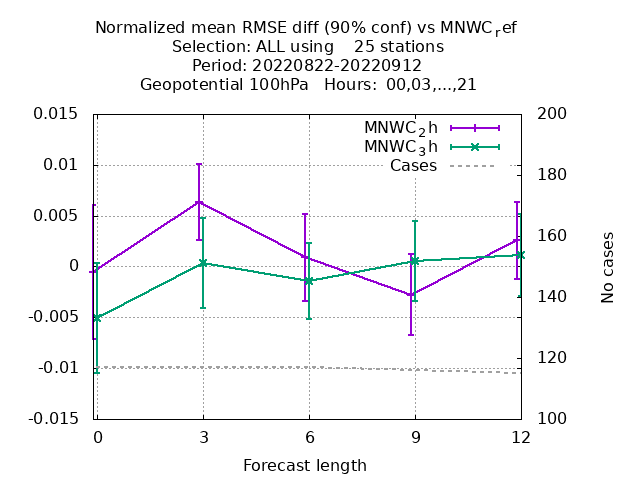 Normalized mean RMSE diff (90% conf) vs MNWC_ref
Selection: ALL using 25 stations
Period: 20220822-20220912
Geopotential 100hPa Hours: 00,03,...,21
MNWC_2h
MNWC_3h
Cases
0.015
0.01
0.005
0
-0.005
-0.01
-0.015
200
180
160
140
120
100
No cases
0 3 6 9 12
Forecast length